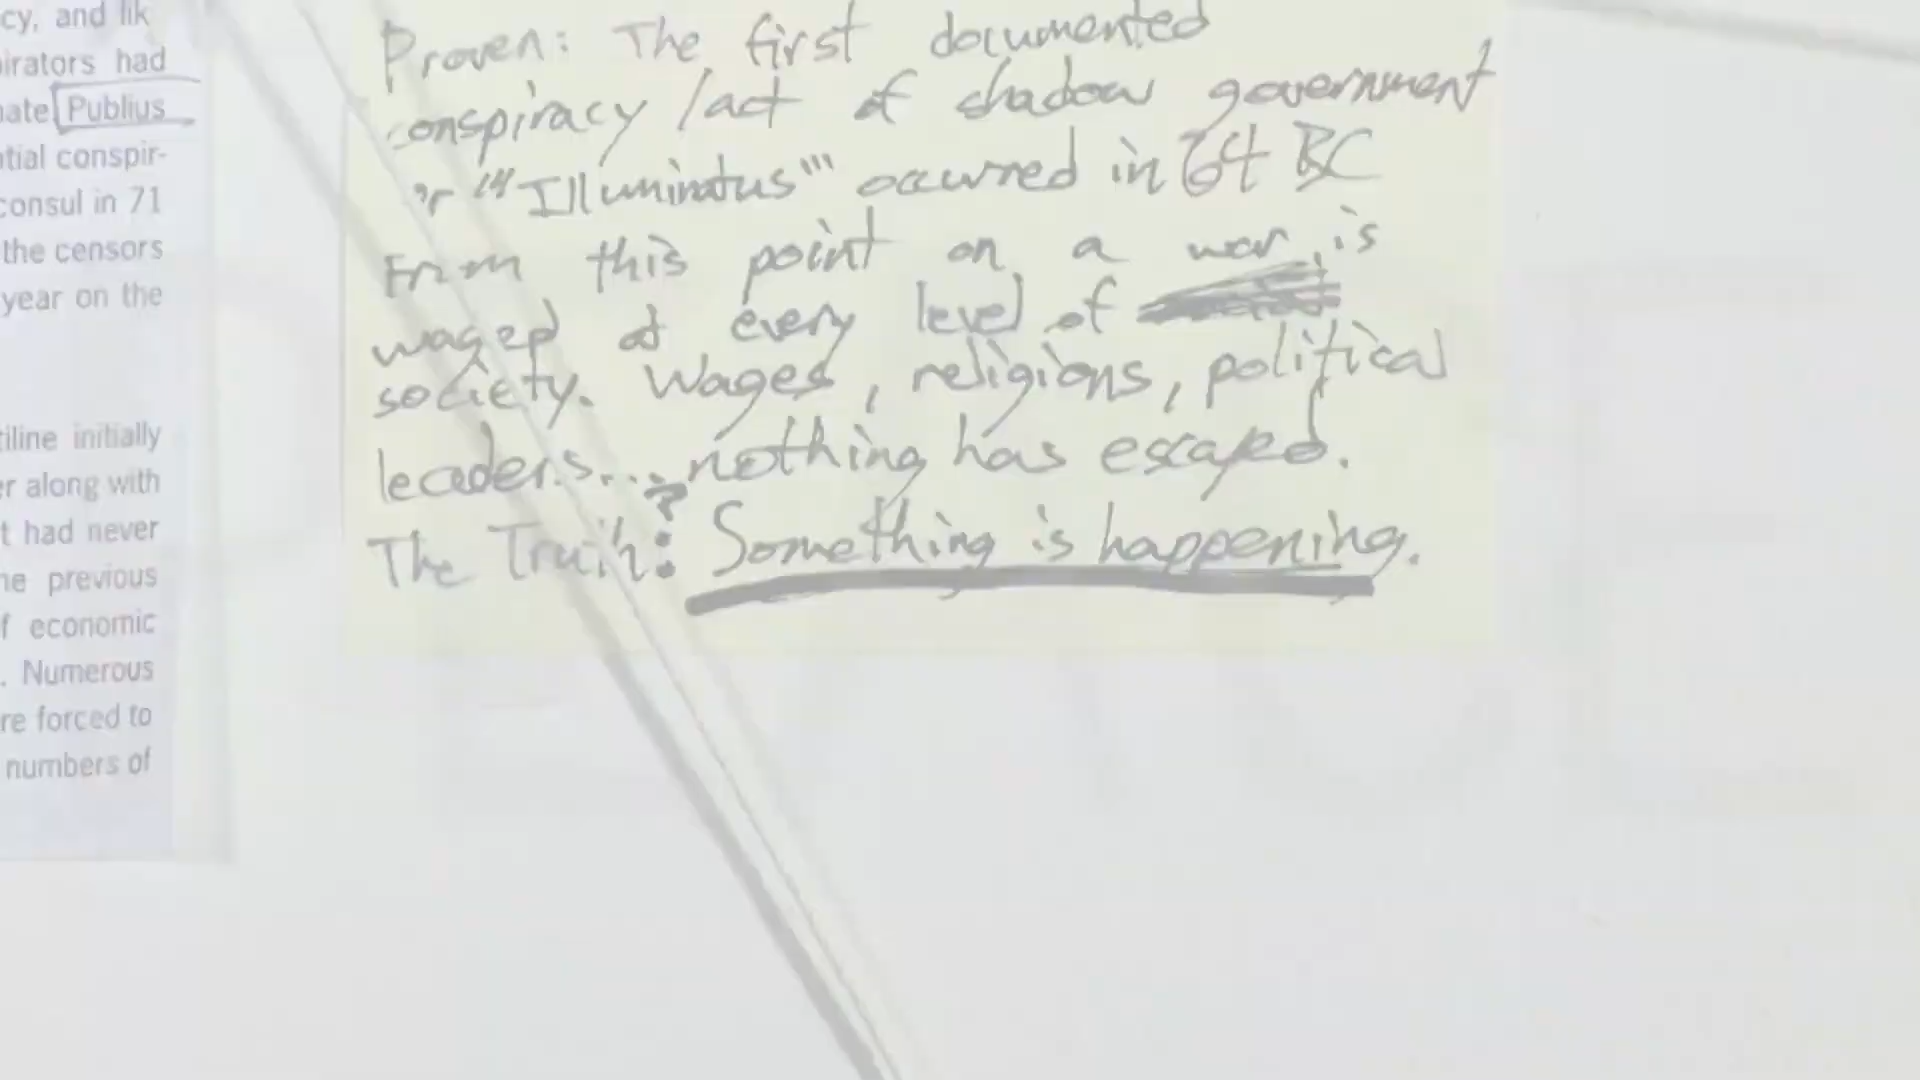 cy, and lik
pirators had
nate Publius
ntial conspir-
consul in 71
the censors
year on the
tiline initially
er along with
t had never
he previous
f economic
. Numerous
re forced to
numbers of
Proven: The first documented
conspiracy / act of shadow government
or "'"Illuminatus"'" occurred in 64 BC
From this point on a war is
waged at every level of
society. Wages, religions, political
leaders... nothing has escaped.
The Truth?: Something is happening.